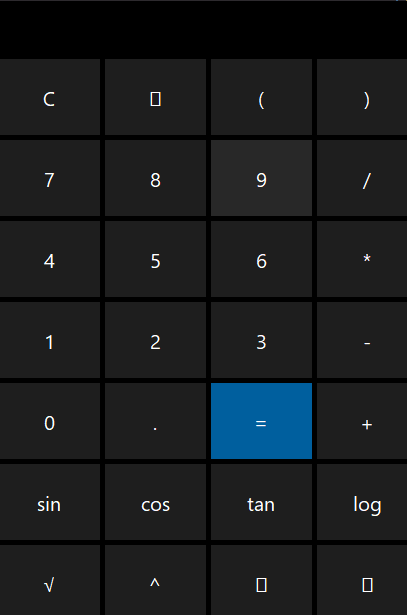 C ( )
7 8 9 /
4 5 6 *
1 2 3 -
0 . = +
sin cos tan log
√ ^